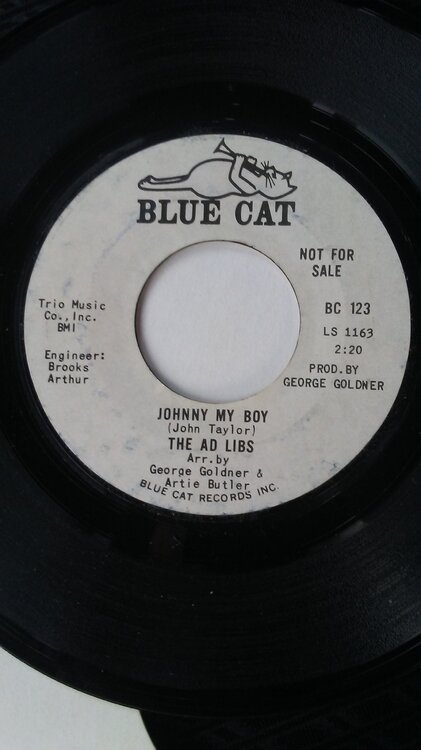 BLUE CAT
NOT FOR
SALE
Trio Music
Co., Inc.
BMI
Engineer:
Brooks
Arthur
BC 123
LS 1163
2:20
PROD.BY
GEORGE GOLDNER
JOHNNY MY BOY
(John Taylor)
THE AD LIBS
Arr.by
George Goldner &
Artie Butler
BLUE CAT RECORDS INC.